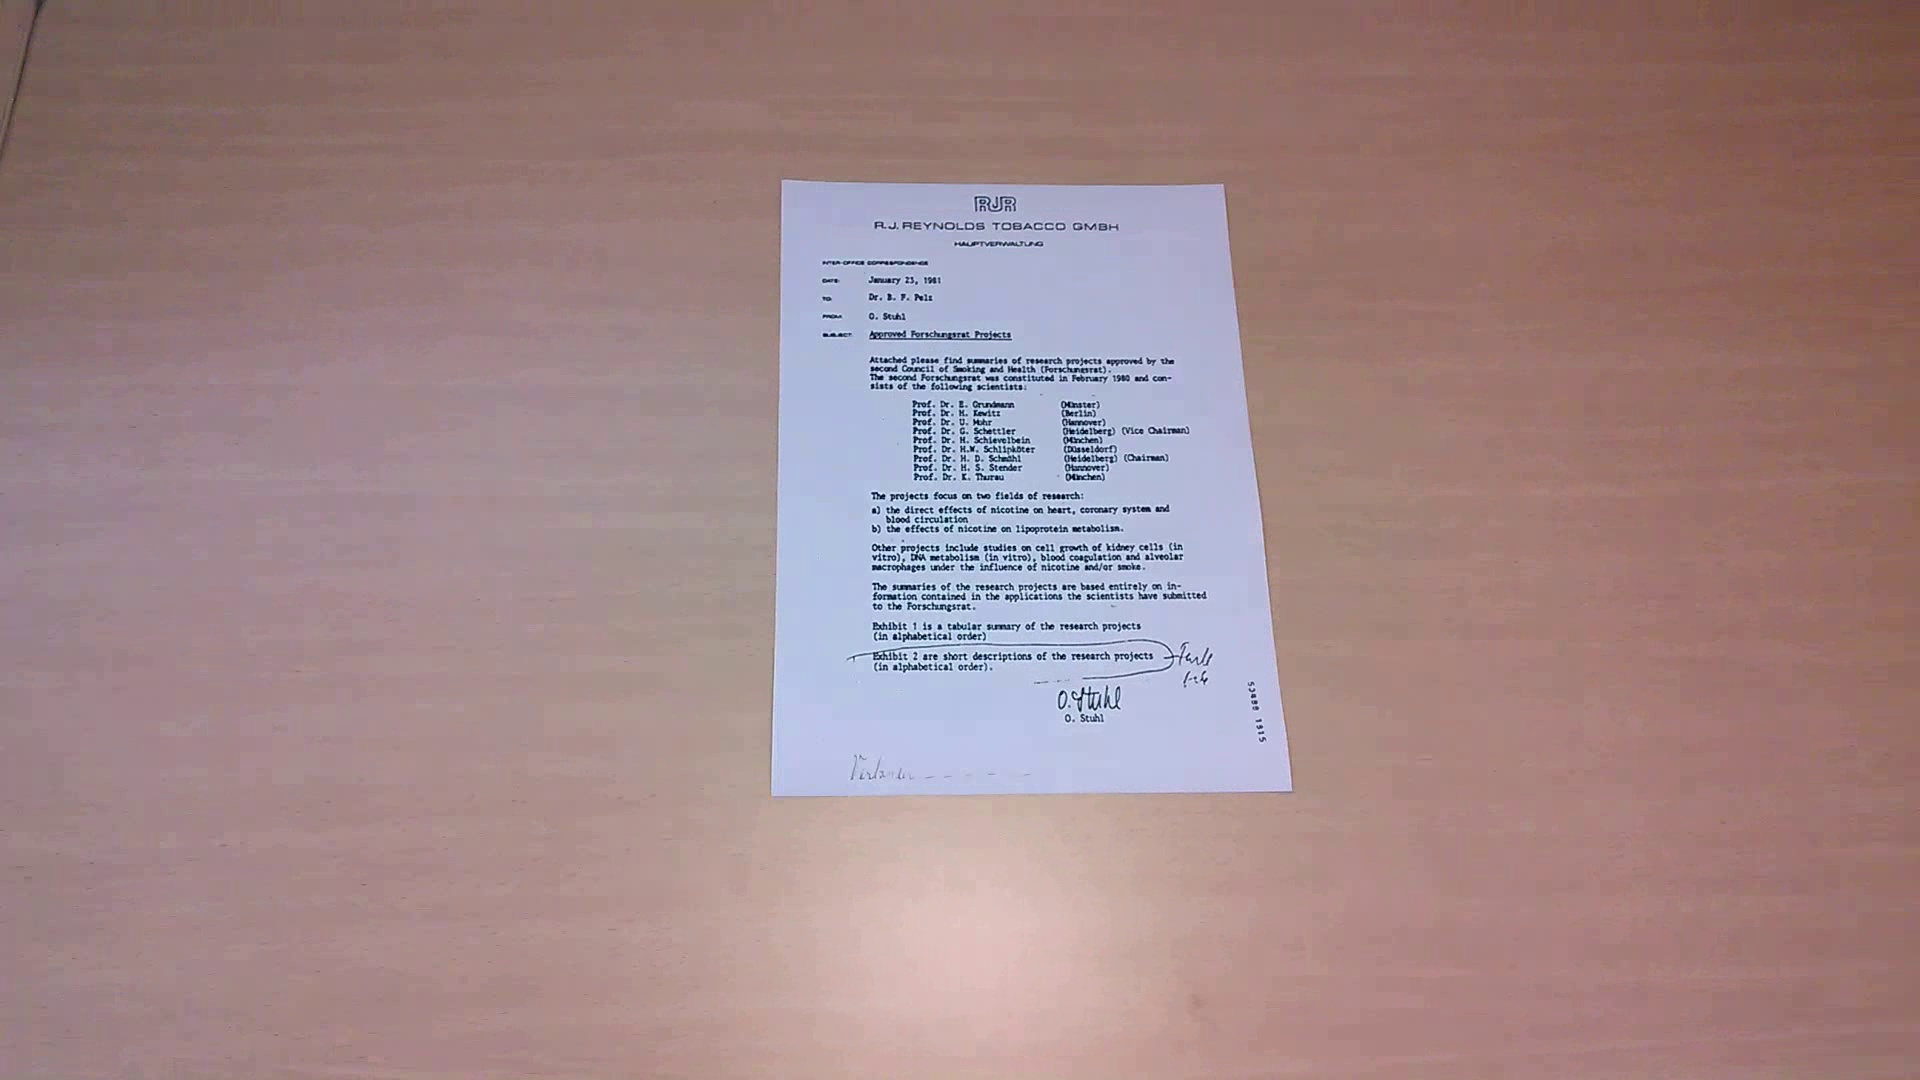 RJR
R.J. REYNOLDS TOBACCO GMBH
HAUPTVERWALTUNG
INTER-OFFICE CORRESPONDENCE
DATE: January 23, 1981
TO: Dr. B. F. Pelz
FROM: O. Stuhl
SUBJECT: Approved Forschungsrat Projects
Attached please find summaries of research projects approved by the
second Council of Smoking and Health (Forschungsrat).
The second Forschungsrat was constituted in February 1980 and con-
sists of the following scientists:
Prof. Dr. E. Grundmann (Münster)
Prof. Dr. H. Kewitz (Berlin)
Prof. Dr. U. Mohr (Hannover)
Prof. Dr. G. Schettler (Heidelberg) (Vice Chairman)
Prof. Dr. H. Schievelbein (München)
Prof. Dr. H.W. Schlipköter (Düsseldorf)
Prof. Dr. H. D. Schmähl (Heidelberg) (Chairman)
Prof. Dr. H. S. Stender (Hannover)
Prof. Dr. K. Thurau (München)
The projects focus on two fields of research:
a) the direct effects of nicotine on heart, coronary system and
blood circulation
b) the effects of nicotine on lipoprotein metabolism.
Other projects include studies on cell growth of kidney cells (in
vitro), DNA metabolism (in vitro), blood coagulation and alveolar
macrophages under the influence of nicotine and/or smoke.
The summaries of the research projects are based entirely on in-
formation contained in the applications the scientists have submitted
to the Forschungsrat.
Exhibit 1 is a tabular summary of the research projects
(in alphabetical order)
Exhibit 2 are short descriptions of the research projects
(in alphabetical order).
O. Stuhl
O. Stuhl